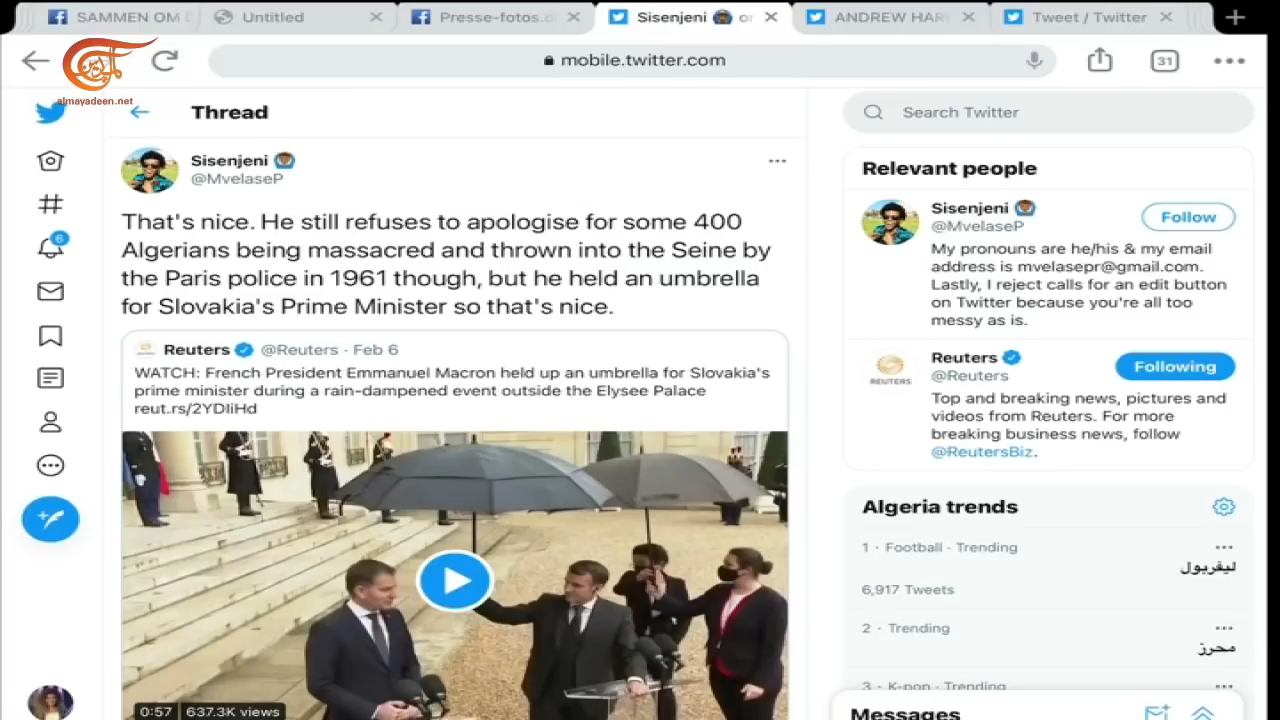 SAMMEN OM
Untitled
Presse-fotos.d
Sisenjeni
ANDREW HAR
Tweet / Twitter
mobile.twitter.com
31
الميادين
almayadeen.net
Thread
Search Twitter
Sisenjeni
@MvelaseP
That's nice. He still refuses to apologise for some 400
Algerians being massacred and thrown into the Seine by
the Paris police in 1961 though, but he held an umbrella
for Slovakia's Prime Minister so that's nice.
6
Reuters @Reuters · Feb 6
WATCH: French President Emmanuel Macron held up an umbrella for Slovakia's
prime minister during a rain-dampened event outside the Elysee Palace
reut.rs/2YDIiHd
0:57 637.3K views
Relevant people
Sisenjeni
@MvelaseP
Follow
My pronouns are he/his & my email
address is mvelasepr@gmail.com.
Lastly, I reject calls for an edit button
on Twitter because you're all too
messy as is.
Reuters
@Reuters
Following
REUTERS
Top and breaking news, pictures and
videos from Reuters. For more
breaking business news, follow
@ReutersBiz.
Algeria trends
1 · Football · Trending
ليفربول
6,917 Tweets
2 · Trending
محرز
3 · K-pop · Trending
Messages